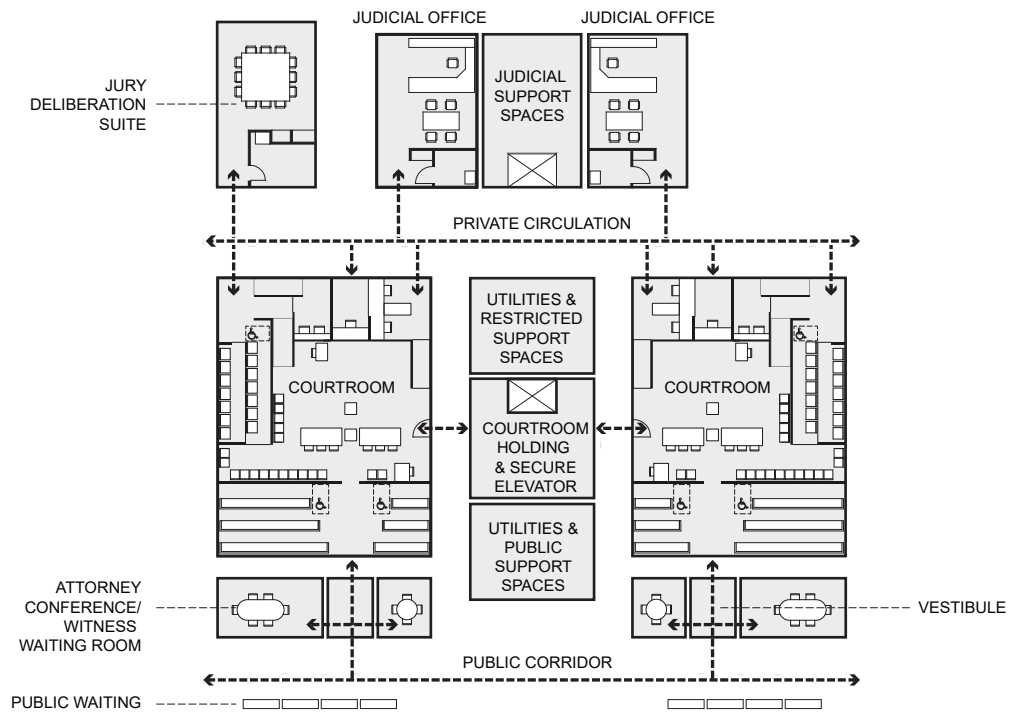 JUDICIAL OFFICE
JUDICIAL OFFICE
JURY
DELIBERATION
SUITE
JUDICIAL
SUPPORT
SPACES
PRIVATE CIRCULATION
UTILITIES &
RESTRICTED
SUPPORT
SPACES
COURTROOM
COURTROOM
COURTROOM
HOLDING
& SECURE
ELEVATOR
UTILITIES &
PUBLIC
SUPPORT
SPACES
ATTORNEY
CONFERENCE/
WITNESS
WAITING ROOM
VESTIBULE
PUBLIC CORRIDOR
PUBLIC WAITING